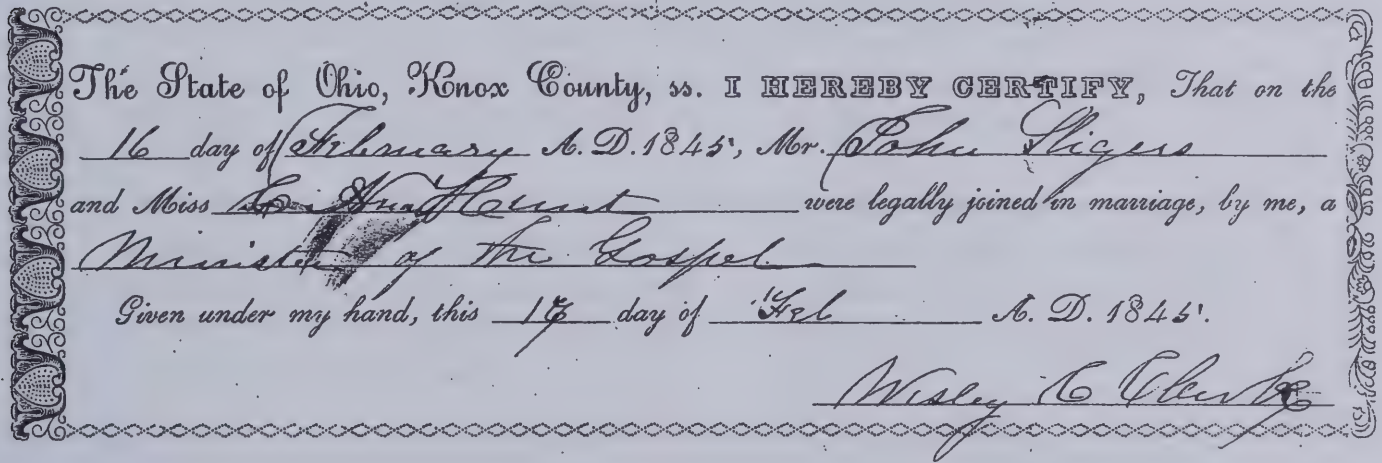 The State of Ohio, Knox County, ss. I HEREBY CERTIFY, That on the
16 day of February A. D. 1845, Mr. John Sligers
and Miss Hunt were legally joined in marriage, by me, a
Minister of the Gospel
Given under my hand, this 17 day of Feb A. D. 1845.
Wesley C Clarke